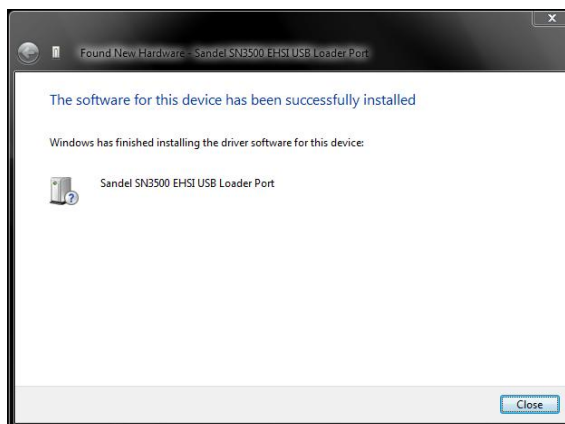 Found New Hardware - Sandel SN3500 EHSI USB Loader Port
The software for this device has been successfully installed
Windows has finished installing the driver software for this device:
Sandel SN3500 EHSI USB Loader Port
Close